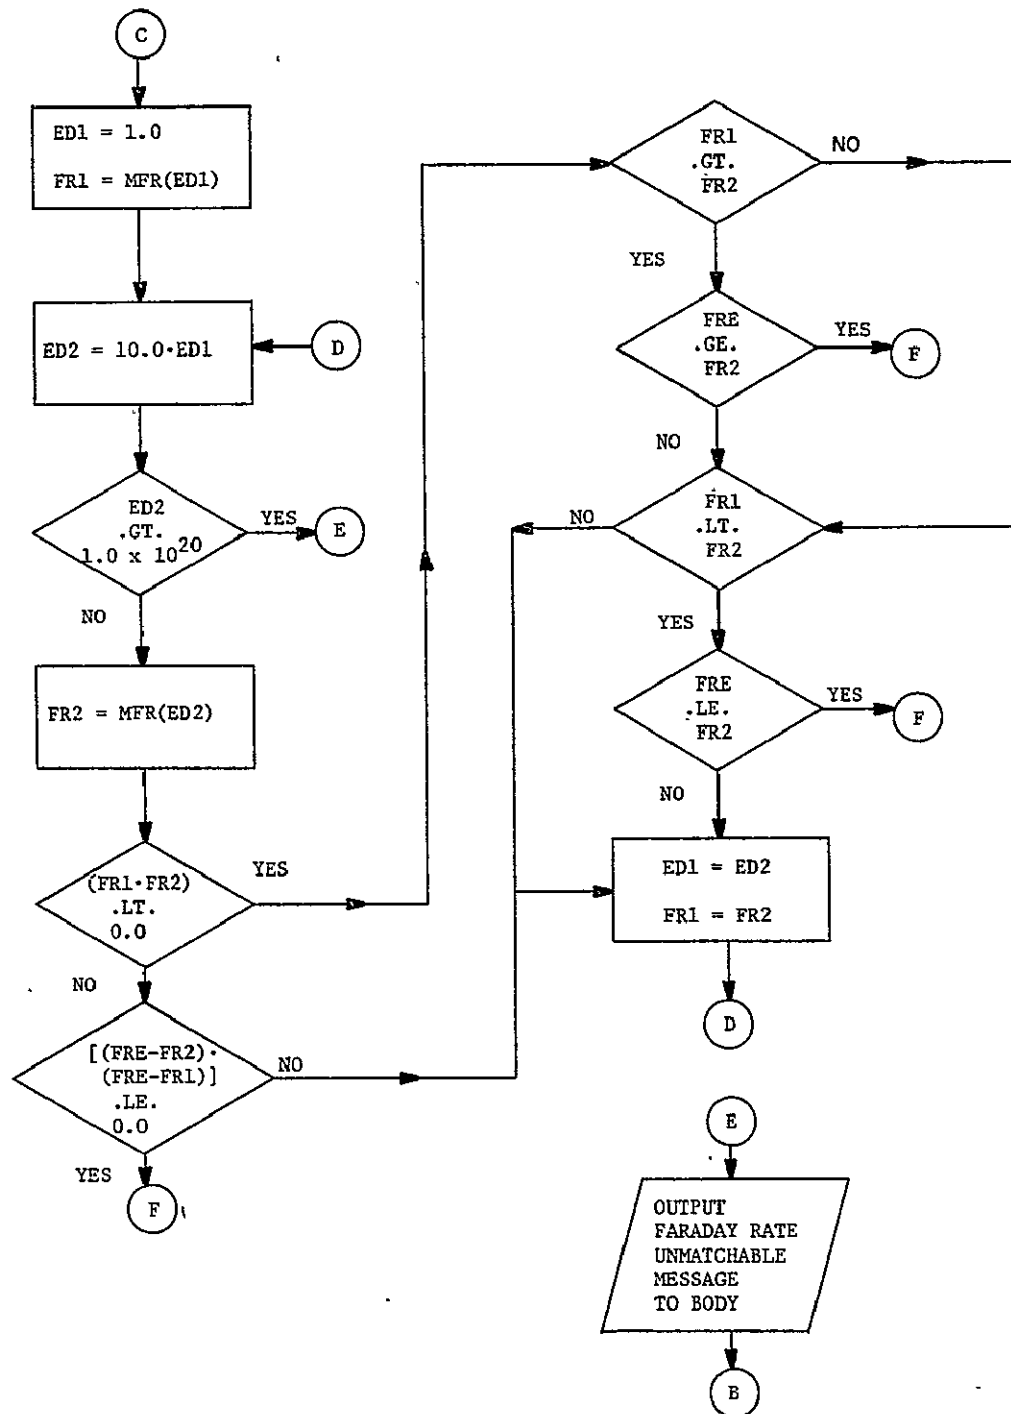 C
ED1 = 1.0
FR1 = MFR(ED1)
ED2 = 10.0·ED1
D
ED2
.GT.
1.0 x 10^20
YES
E
NO
FR2 = MFR(ED2)
(FR1·FR2)
.LT.
0.0
YES
NO
[(FRE-FR2)·
(FRE-FR1)]
.LE.
0.0
NO
YES
F
FR1
.GT.
FR2
NO
YES
FRE
.GE.
FR2
YES
F
NO
FR1
.LT.
FR2
NO
YES
FRE
.LE.
FR2
YES
F
NO
ED1 = ED2
FR1 = FR2
D
E
OUTPUT
FARADAY RATE
UNMATCHABLE
MESSAGE
TO BODY
B